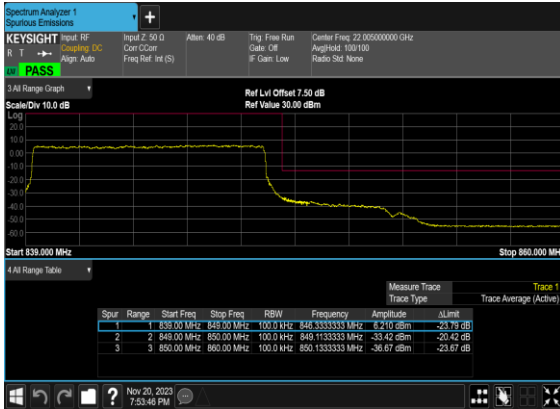 Spectrum Analyzer 1
Spurious Emissions
KEYSIGHT
Input: RF
Coupling: DC
Align: Auto
Input Z: 50 Ω
Corr CCorr
Freq Ref: Int (S)
Atten: 40 dB
Trig: Free Run
Gate: Off
IF Gain: Low
Center Freq: 22.005000000 GHz
Avg|Hold: 100/100
Radio Std: None
R T
PASS
3 All Range Graph
Scale/Div 10.0 dB
Ref Lvl Offset 7.50 dB
Ref Value 30.00 dBm
Log
20.0
10.0
0.00
-10.0
-20.0
-30.0
-40.0
-50.0
-60.0
Start 839.000 MHz
Stop 860.000 MHz
4 All Range Table
Measure Trace Trace 1
Trace Type Trace Average (Active)
Spur Range Start Freq Stop Freq RBW Frequency Amplitude ΔLimit
1 1 839.00 MHz 849.00 MHz 100.0 kHz 846.3333333 MHz 6.210 dBm -23.79 dB
2 2 849.00 MHz 850.00 MHz 100.0 kHz 849.1133333 MHz -33.42 dBm -20.42 dB
3 3 850.00 MHz 860.00 MHz 100.0 kHz 850.1333333 MHz -36.67 dBm -23.67 dB
Nov 20, 2023
7:53:46 PM